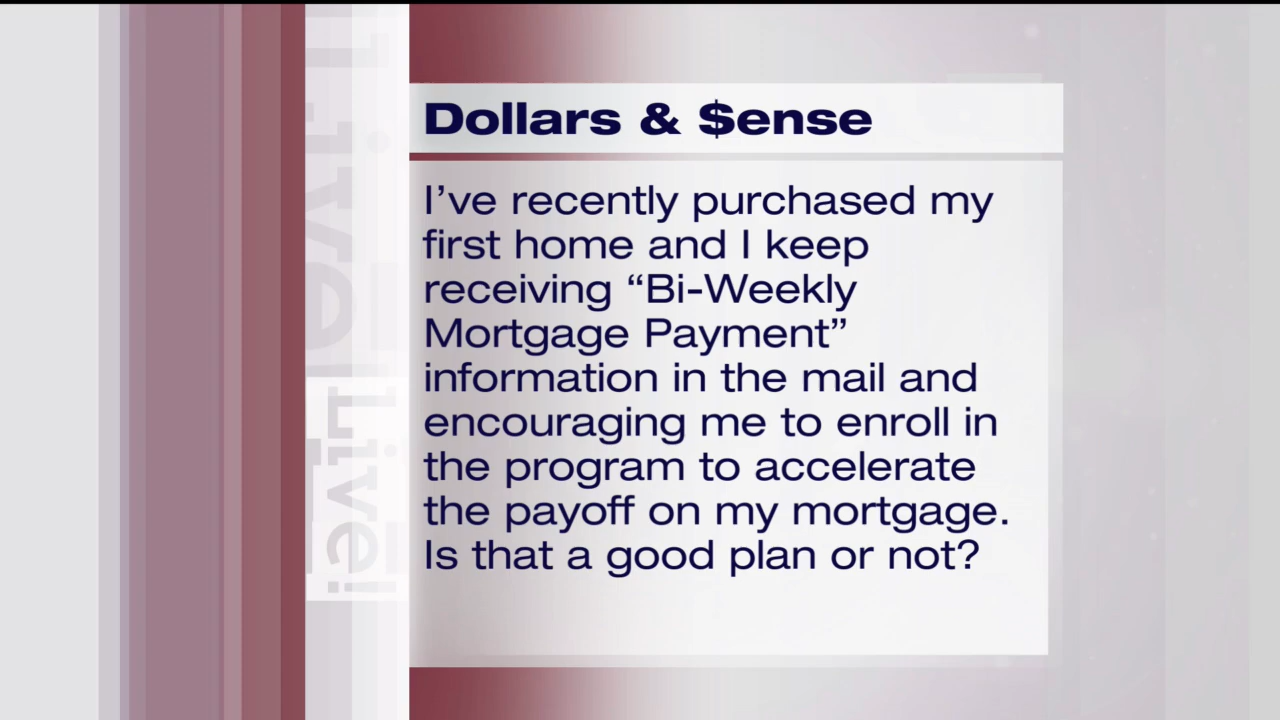 Dollars & $ense
I've recently purchased my
first home and I keep
receiving “Bi-Weekly
Mortgage Payment”
information in the mail and
encouraging me to enroll in
the program to accelerate
the payoff on my mortgage.
Is that a good plan or not?
Live!
Live!